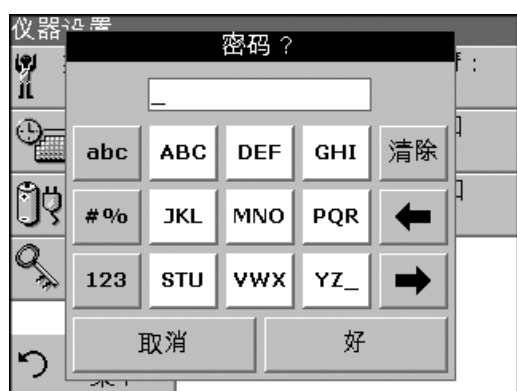 仪器设置
密码？
_
abc ABC DEF GHI 清除
#% JKL MNO PQR
123 STU VWX YZ_
取消 好